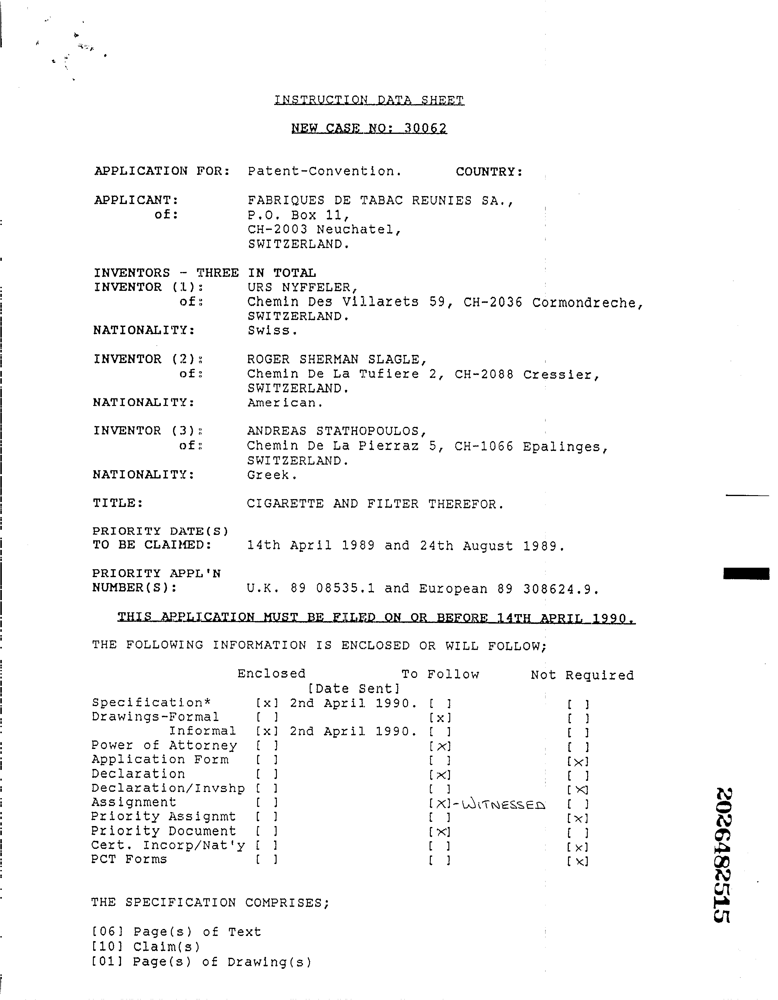 INSTRUCTION DATA SHEET
NEW CASE NO: 30062
APPLICATION FOR: Patent-Convention. COUNTRY:
APPLICANT: FABRIQUES DE TABAC REUNIES SA.,
of: P.O. Box 11,
CH-2003 Neuchatel,
SWITZERLAND.
INVENTORS - THREE IN TOTAL
INVENTOR (1): URS NYFFELER,
of: Chemin Des Villarets 59, CH-2036 Cormondreche,
SWITZERLAND.
NATIONALITY: Swiss.
INVENTOR (2): ROGER SHERMAN SLAGLE,
of: Chemin De La Tufiere 2, CH-2088 Cressier,
SWITZERLAND.
NATIONALITY: American.
INVENTOR (3): ANDREAS STATHOPOULOS,
of: Chemin De La Pierraz 5, CH-1066 Epalinges,
SWITZERLAND.
NATIONALITY: Greek.
TITLE: CIGARETTE AND FILTER THEREFOR.
PRIORITY DATE(S)
TO BE CLAIMED: 14th April 1989 and 24th August 1989.
PRIORITY APPL'N
NUMBER(S): U.K. 89 08535.1 and European 89 308624.9.
THIS APPLICATION MUST BE FILED ON OR BEFORE 14TH APRIL 1990.
THE FOLLOWING INFORMATION IS ENCLOSED OR WILL FOLLOW;
Enclosed To Follow Not Required
[Date Sent]
Specification* [x] 2nd April 1990. [ ] [ ]
Drawings-Formal [ ] [x] [ ]
Informal [x] 2nd April 1990. [ ] [ ]
Power of Attorney [ ] [x] [ ]
Application Form [ ] [ ] [x]
Declaration [ ] [x] [ ]
Declaration/Invshp [ ] [ ] [x]
Assignment [ ] [x]-WITNESSED [ ]
Priority Assignmt [ ] [ ] [x]
Priority Document [ ] [x] [ ]
Cert. Incorp/Nat'y [ ] [ ] [x]
PCT Forms [ ] [ ] [x]
THE SPECIFICATION COMPRISES;
[06] Page(s) of Text
[10] Claim(s)
[01] Page(s) of Drawing(s)
2026482515